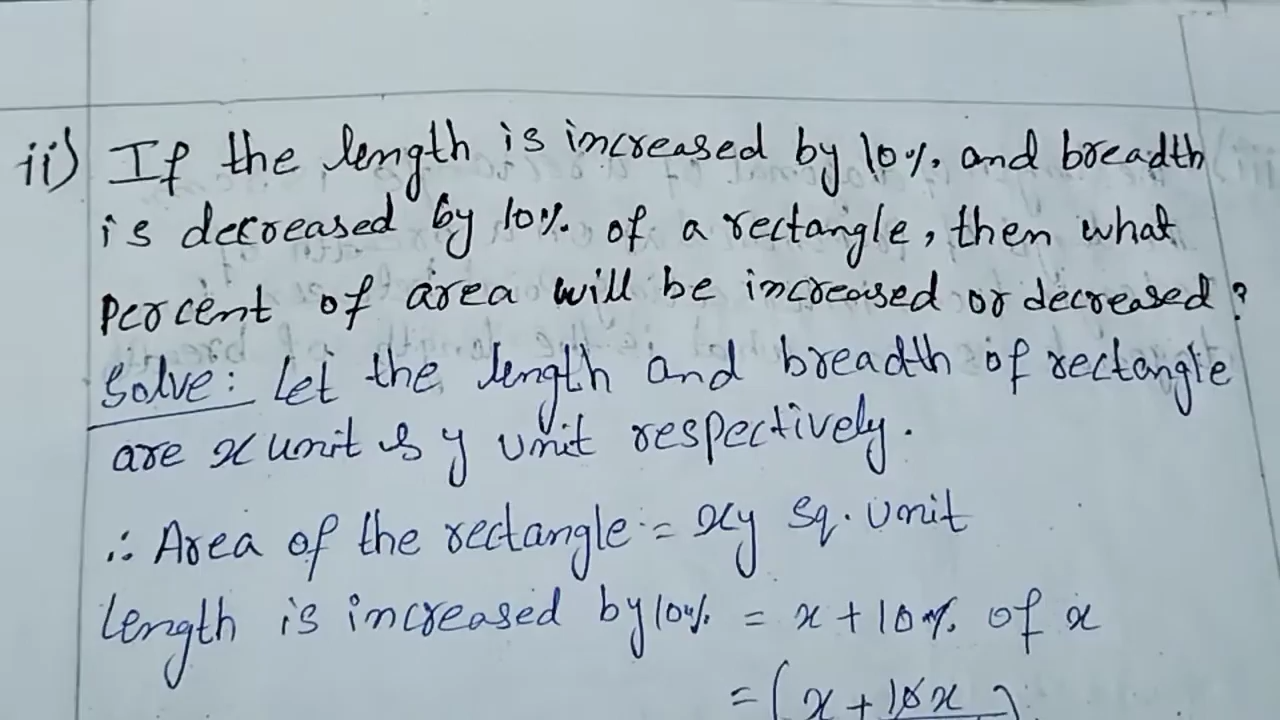 ii) If the length is increased by 10% and breadth
is decreased by 10% of a rectangle, then what
percent of area will be increased or decreased?
Solve: Let the length and breadth of rectangle
are x unit & y unit respectively.
∴ Area of the rectangle = xy sq. unit
Length is increased by 10% = x + 10% of x
= (x + 10x)